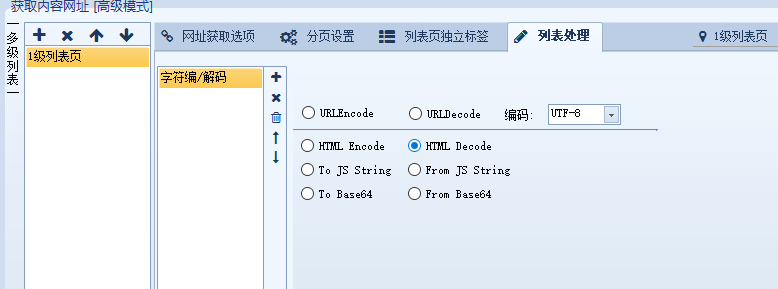 获取内容网址 [高级模式]
多级列表
1级列表页
网址获取选项
分页设置
列表页独立标签
列表处理
1级列表页
字符编/解码
URLEncode
URLDecode
编码:
UTF-8
HTML Encode
HTML Decode
To JS String
From JS String
To Base64
From Base64